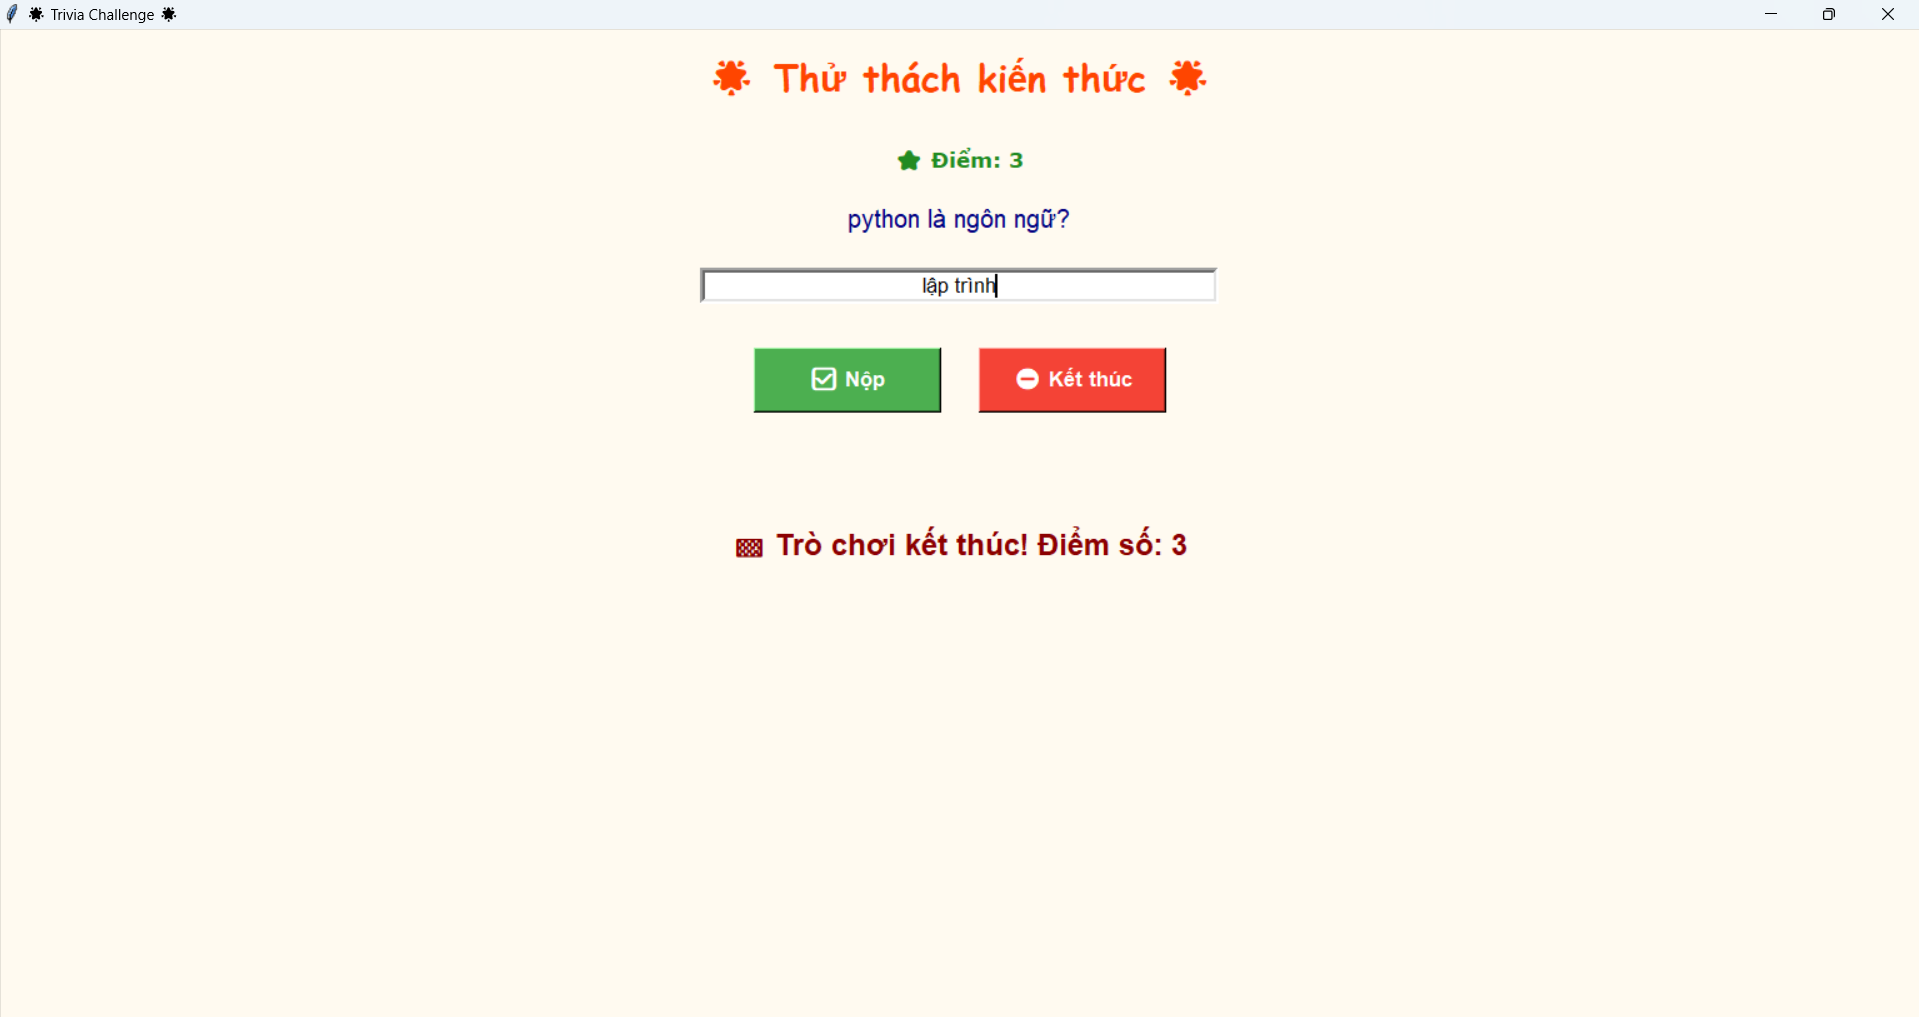 Trivia Challenge
Thử thách kiến thức
Điểm: 3
python là ngôn ngữ?
lập trình
Nộp
Kết thúc
Trò chơi kết thúc! Điểm số: 3